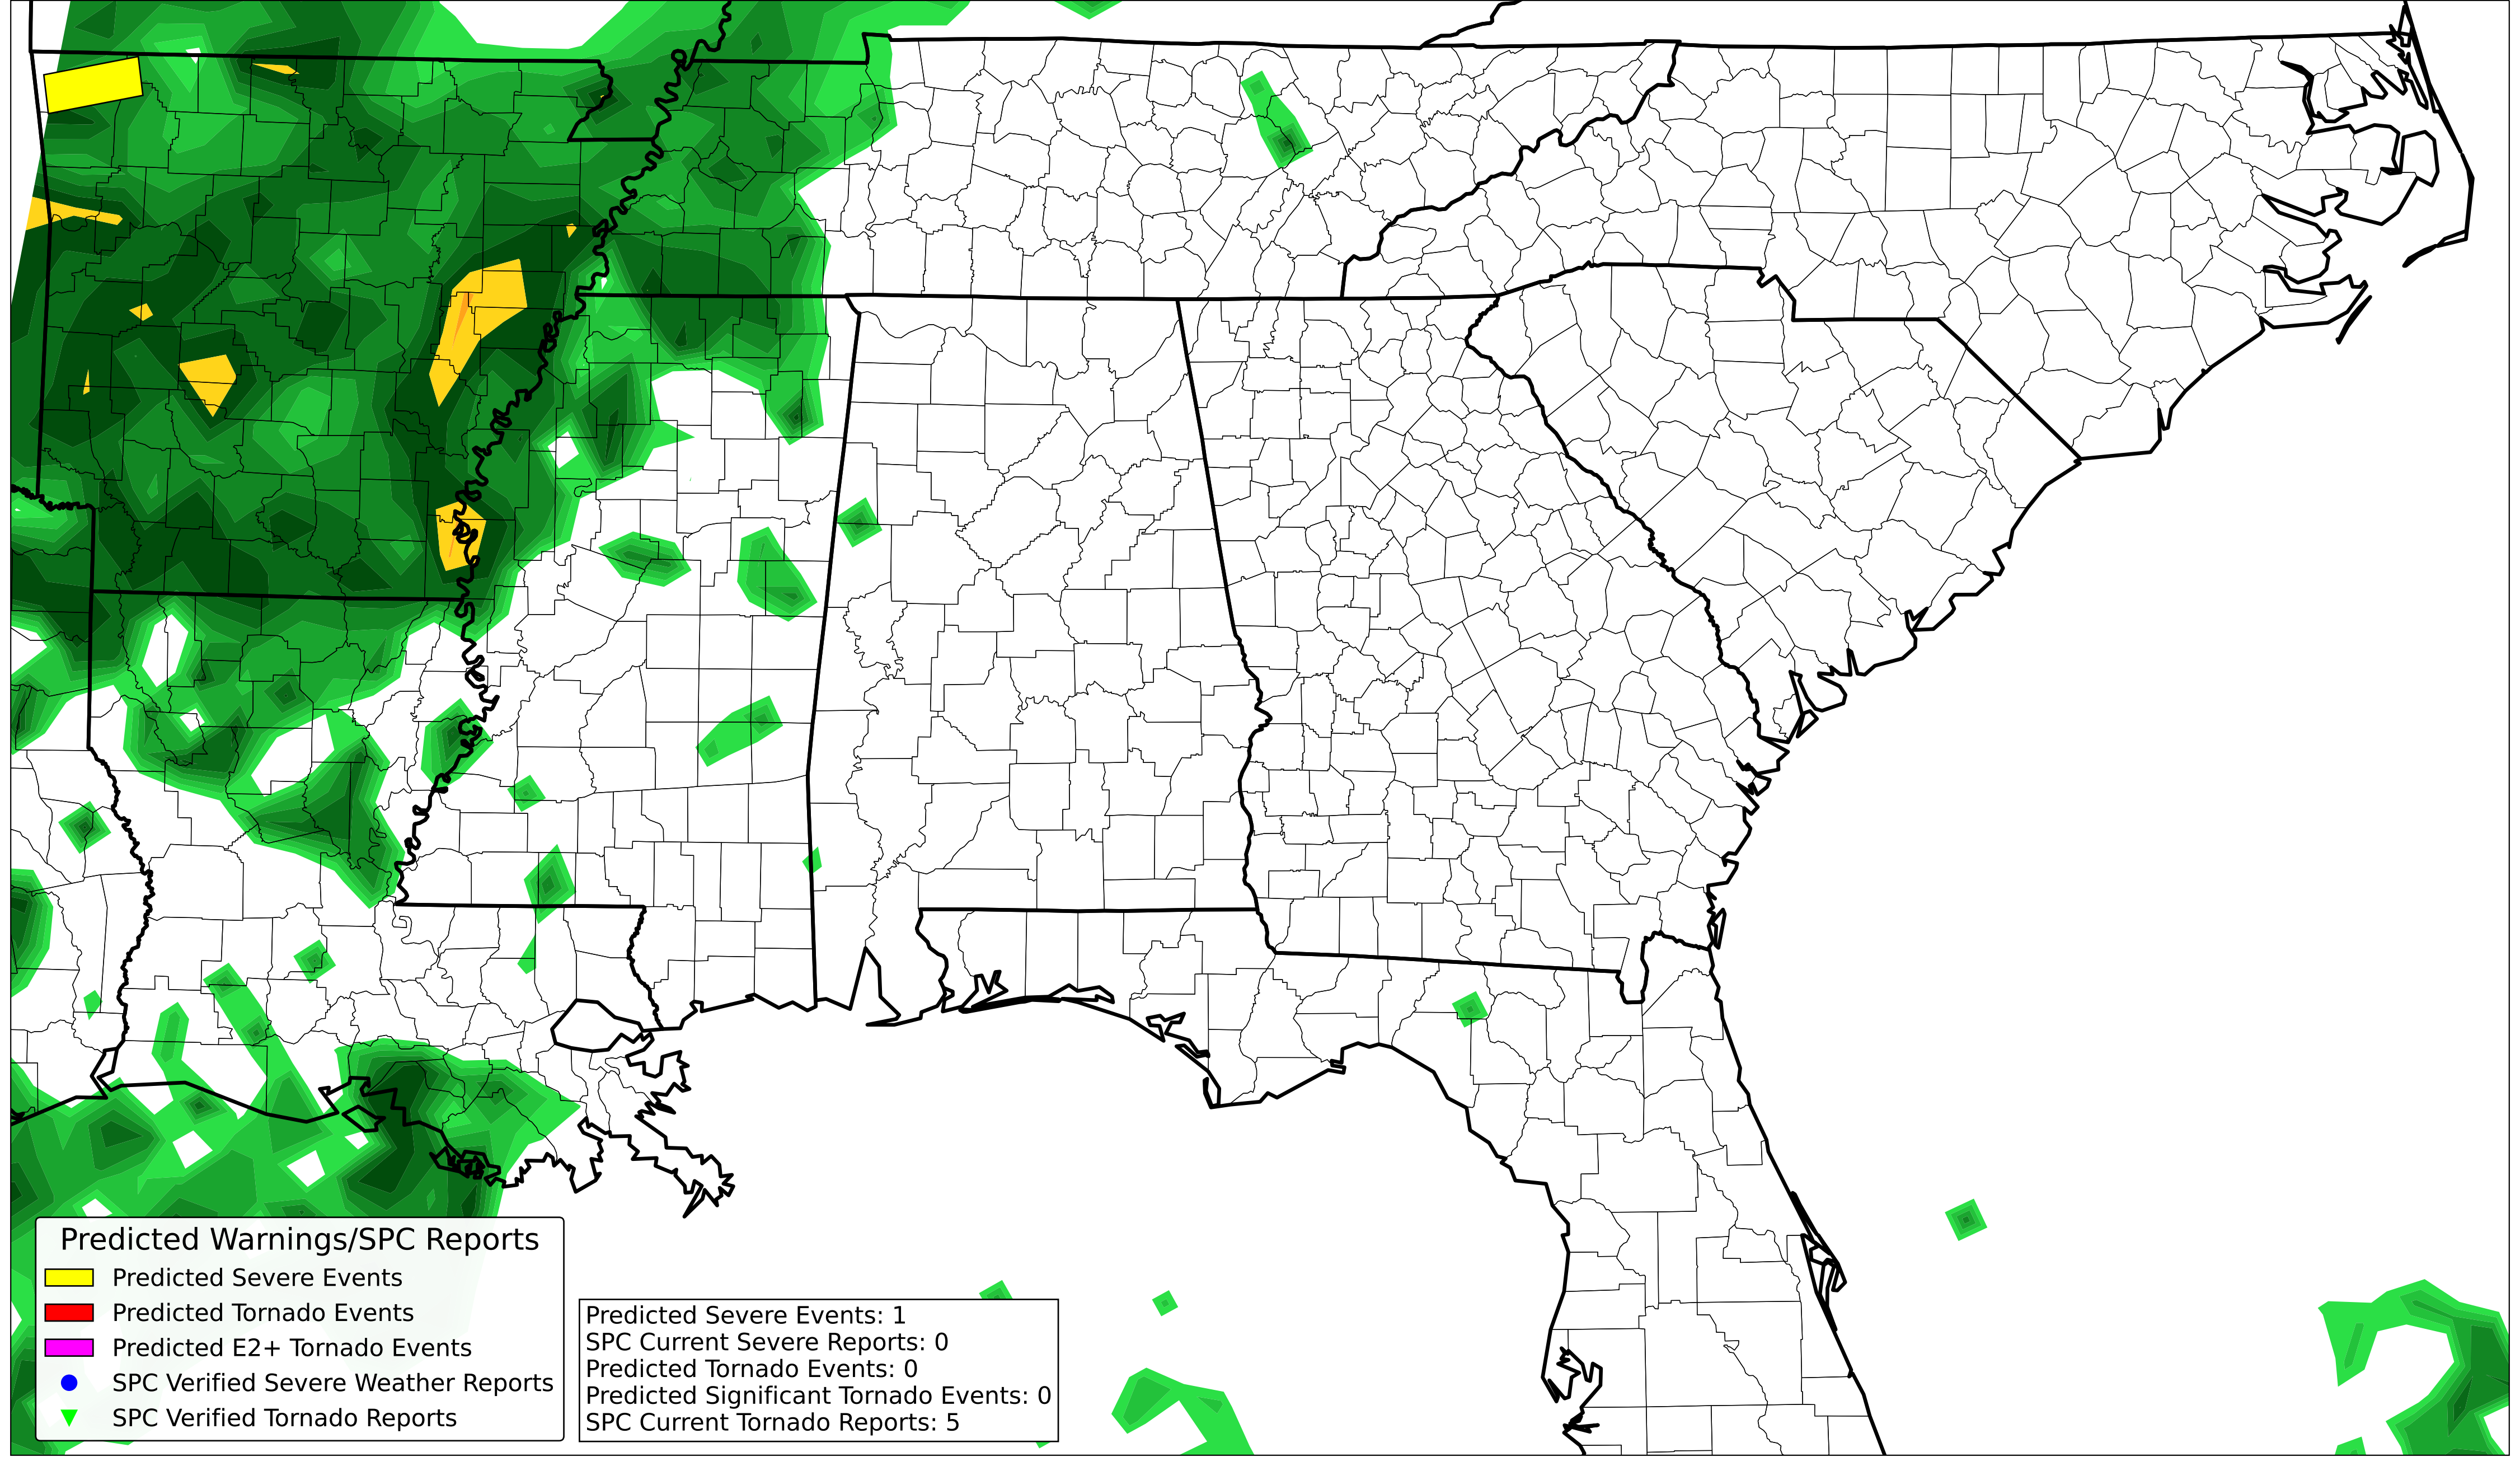 Predicted Warnings/SPC Reports
Predicted Severe Events
Predicted Tornado Events
Predicted E2+ Tornado Events
SPC Verified Severe Weather Reports
SPC Verified Tornado Reports
Predicted Severe Events: 1
SPC Current Severe Reports: 0
Predicted Tornado Events: 0
Predicted Significant Tornado Events: 0
SPC Current Tornado Reports: 5